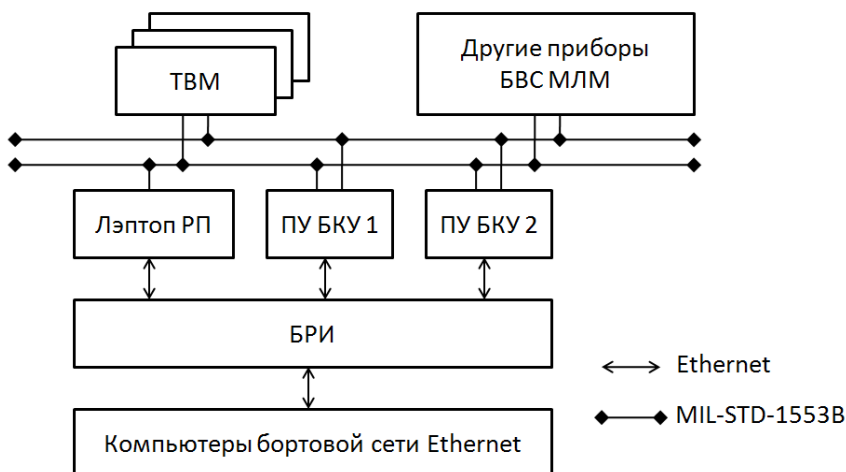 ТВМ
Другие приборы
БВС МЛМ
Лэптоп РП
ПУ БКУ 1
ПУ БКУ 2
БРИ
Ethernet
MIL-STD-1553B
Компьютеры бортовой сети Ethernet